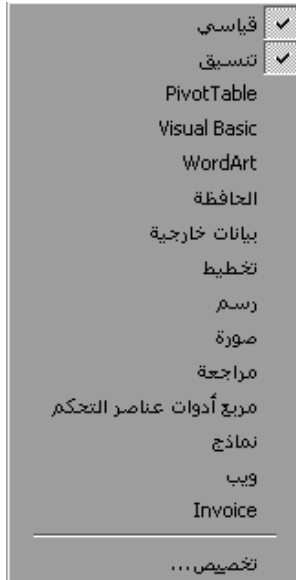 قياسي
تنسيق
PivotTable
Visual Basic
WordArt
الحافظة
بيانات خارجية
تخطيط
رسم
صورة
مراجعة
مربع أدوات عناصر التحكم
نماذج
ويب
Invoice
تخصيص...